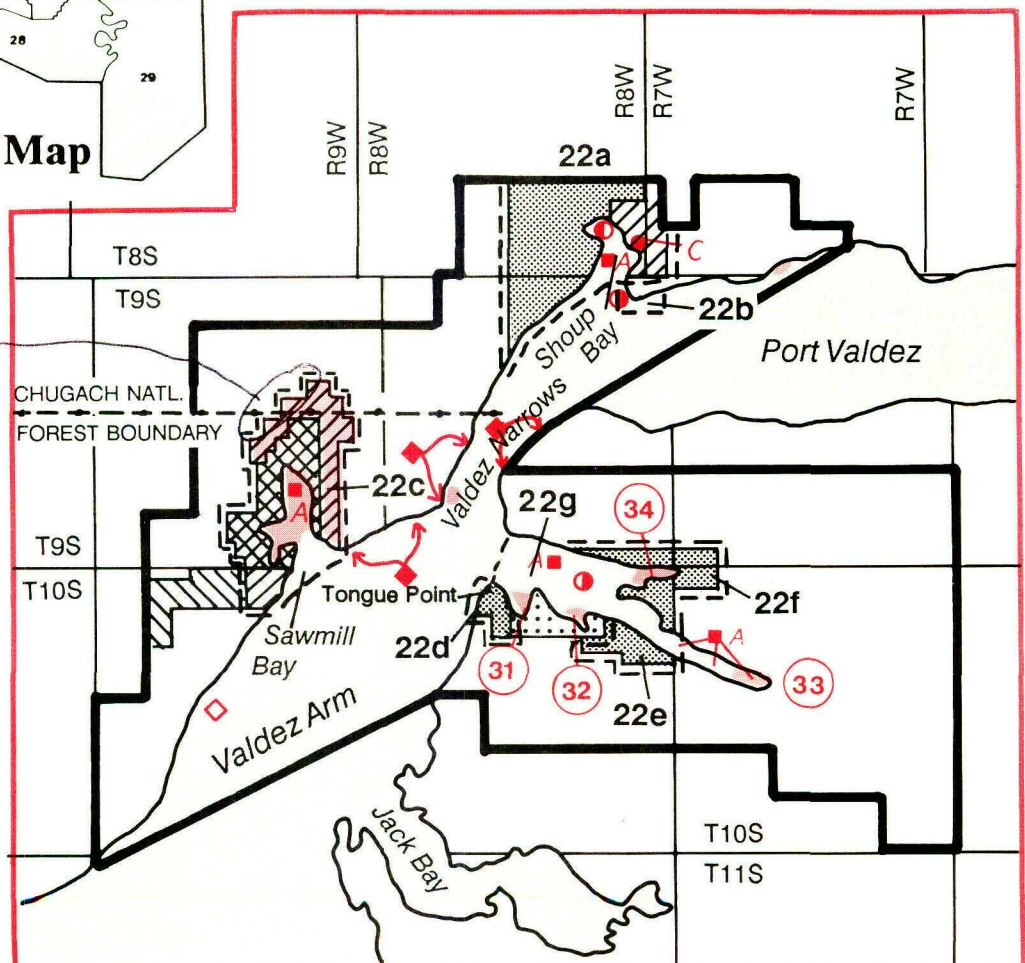 28
29
Map
R9W
R8W
R8W
R7W
R7W
22a
T8S
T9S
A
C
22b
Shoup
Bay
Port Valdez
CHUGACH NATL.
FOREST BOUNDARY
Valdez Narrows
22c
A
22g
34
T9S
T10S
A
Tongue Point
22f
Sawmill
Bay
22d
A
31
32
33
22e
Valdez Arm
Jack Bay
T10S
T11S